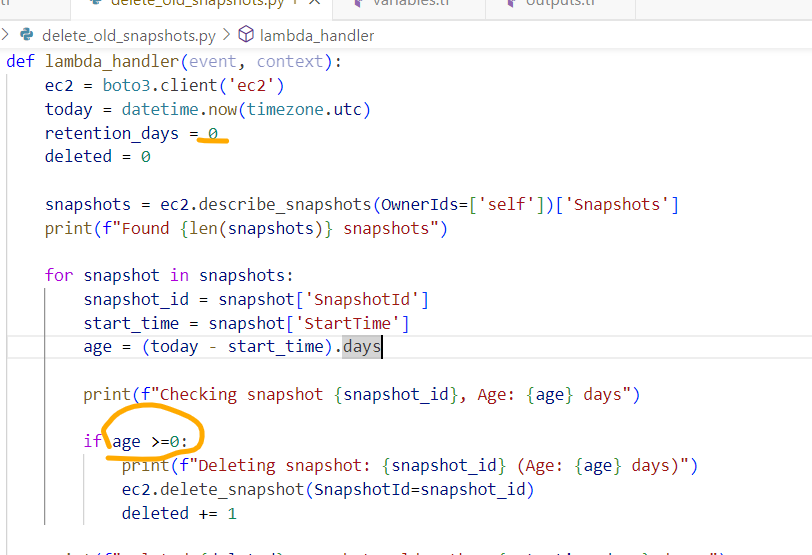 delete_old_snapshots.py
variables.tf
outputs.tf
delete_old_snapshots.py > lambda_handler
def lambda_handler(event, context):
    ec2 = boto3.client('ec2')
    today = datetime.now(timezone.utc)
    retention_days = 0
    deleted = 0
    snapshots = ec2.describe_snapshots(OwnerIds=['self'])['Snapshots']
    print(f"Found {len(snapshots)} snapshots")
    for snapshot in snapshots:
        snapshot_id = snapshot['SnapshotId']
        start_time = snapshot['StartTime']
        age = (today - start_time).days
        print(f"Checking snapshot {snapshot_id}, Age: {age} days")
        if age >=0:
            print(f"Deleting snapshot: {snapshot_id} (Age: {age} days)")
            ec2.delete_snapshot(SnapshotId=snapshot_id)
            deleted += 1